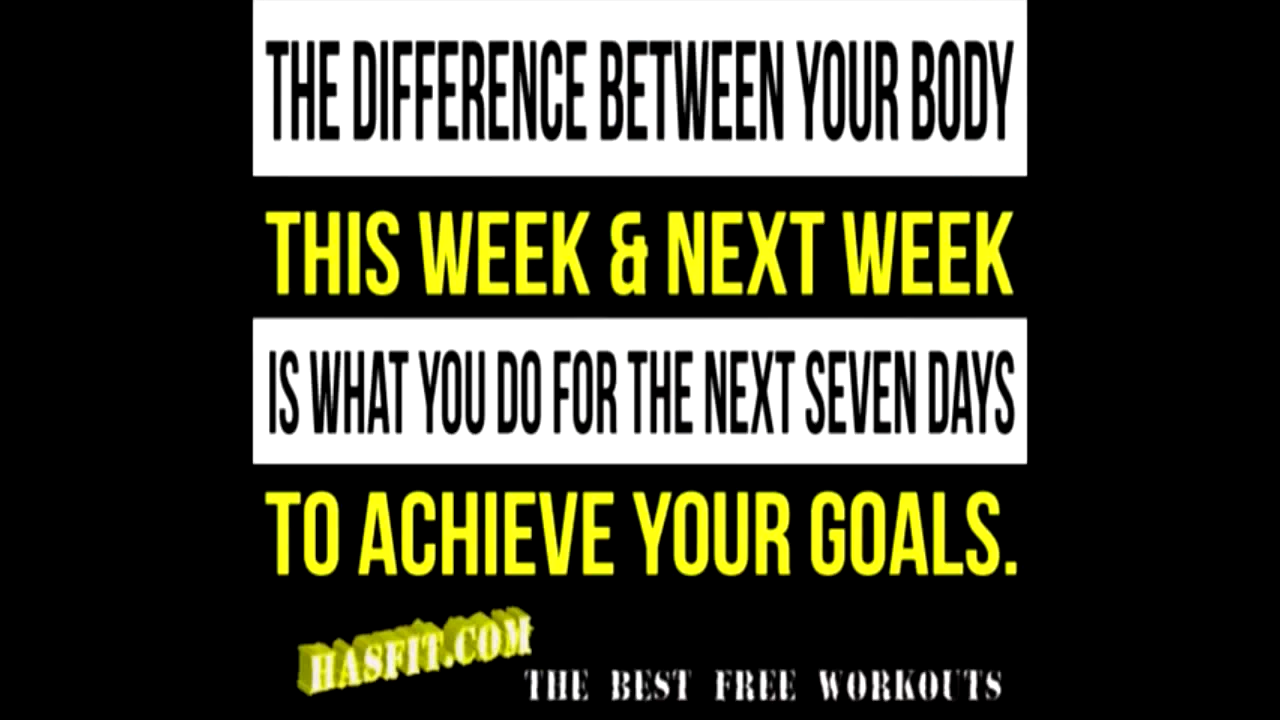 THE DIFFERENCE BETWEEN YOUR BODY
THIS WEEK & NEXT WEEK
IS WHAT YOU DO FOR THE NEXT SEVEN DAYS
TO ACHIEVE YOUR GOALS.
HASFIT.COM
THE BEST FREE WORKOUTS